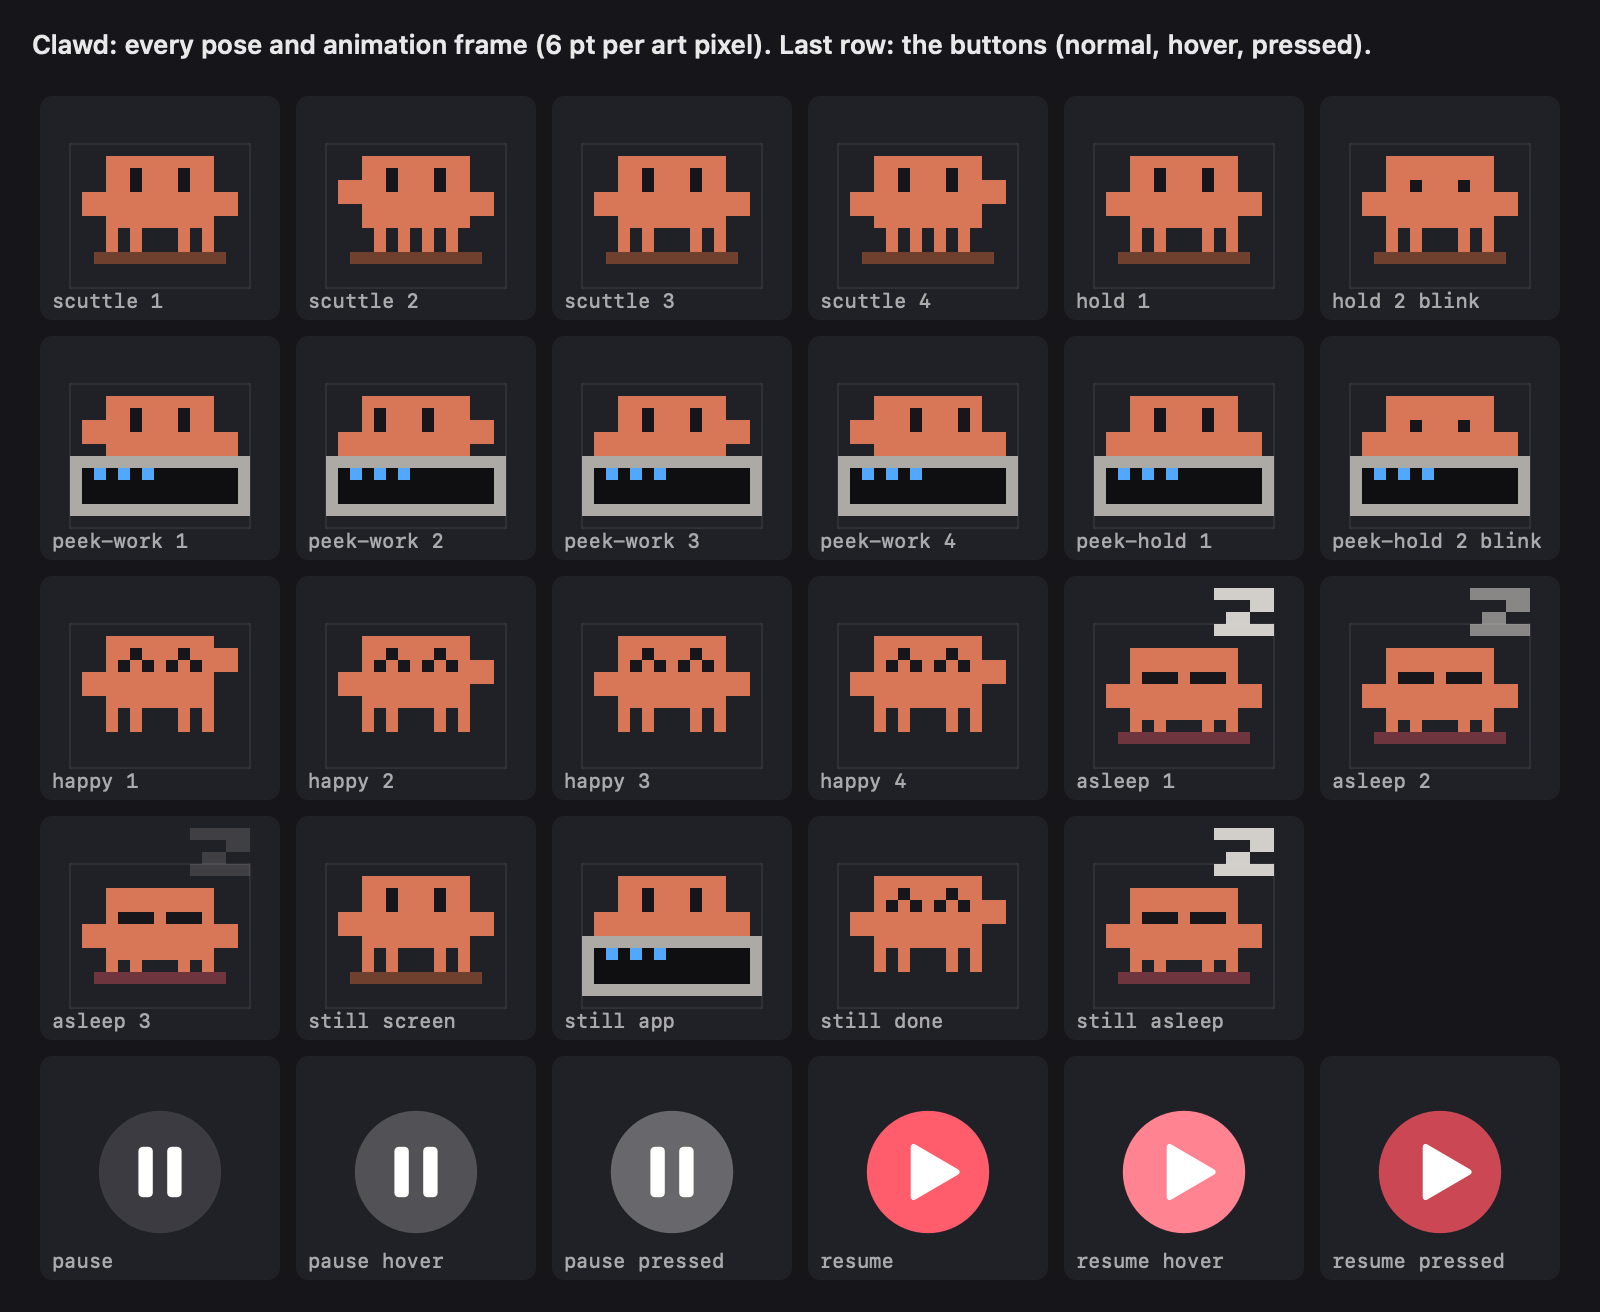 Clawd: every pose and animation frame (6 pt per art pixel). Last row: the buttons (normal, hover, pressed).
scuttle 1
scuttle 2
scuttle 3
scuttle 4
hold 1
hold 2 blink
peek-work 1
peek-work 2
peek-work 3
peek-work 4
peek-hold 1
peek-hold 2 blink
happy 1
happy 2
happy 3
happy 4
asleep 1
asleep 2
asleep 3
still screen
still app
still done
still asleep
pause
pause hover
pause pressed
resume
resume hover
resume pressed